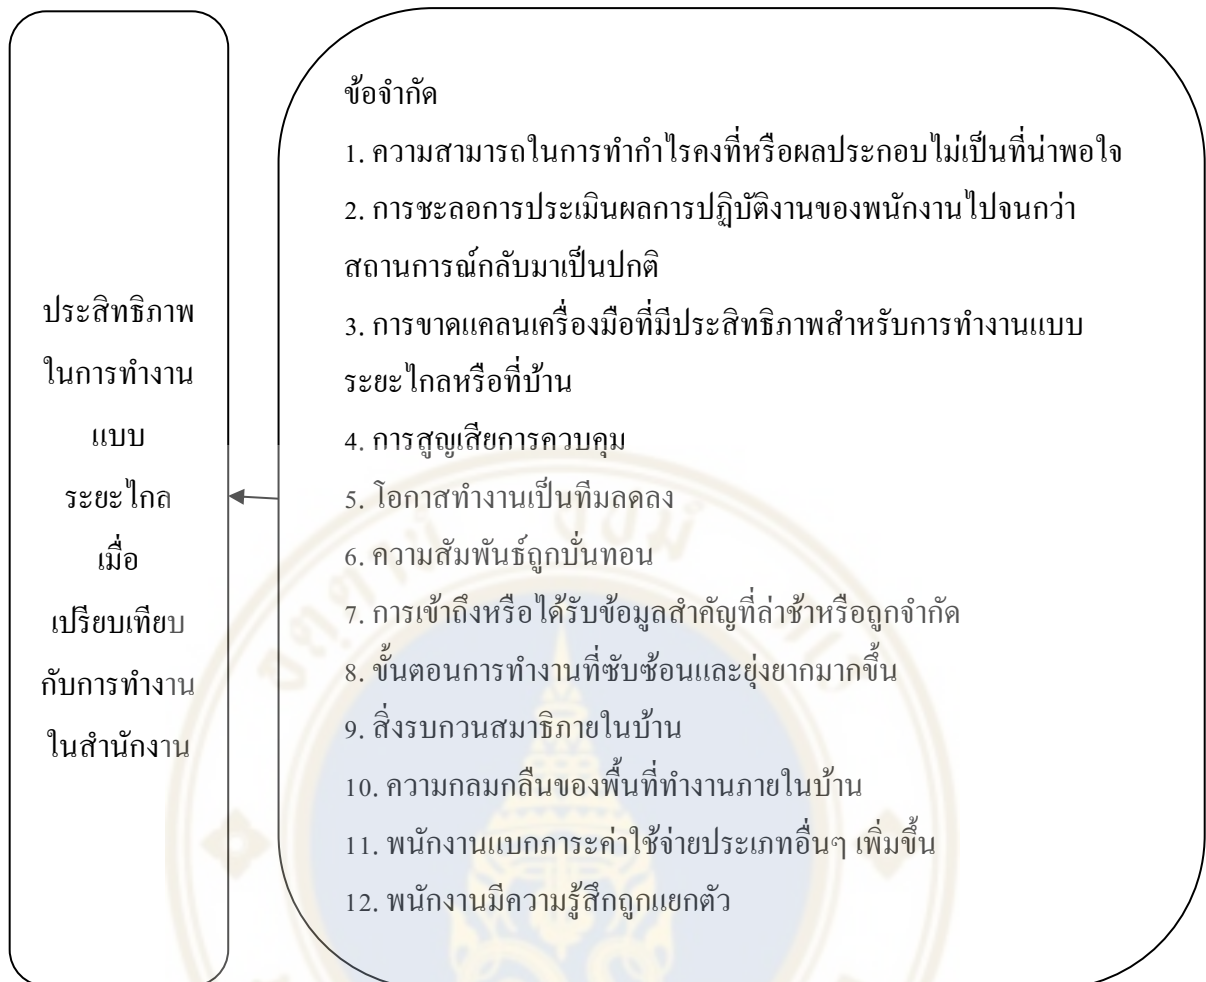 ประสิทธิภาพ
ในการทำงาน
แบบ
ระยะไกล
เมื่อ
เปรียบเทียบ
กับการทำงาน
ในสำนักงาน
ข้อจำกัด
1. ความสามารถในการทำกำไรคงที่หรือผลประกอบไม่เป็นที่น่าพอใจ
2. การชะลอการประเมินผลการปฏิบัติงานของพนักงานไปจนกว่า
สถานการณ์กลับมาเป็นปกติ
3. การขาดแคลนเครื่องมือที่มีประสิทธิภาพสำหรับการทำงานแบบ
ระยะไกลหรือที่บ้าน
4. การสูญเสียการควบคุม
5. โอกาสทำงานเป็นทีมลดลง
6. ความสัมพันธ์ถูกบั่นทอน
7. การเข้าถึงหรือได้รับข้อมูลสำคัญที่ล่าช้าหรือถูกจำกัด
8. ขั้นตอนการทำงานที่ซับซ้อนและยุ่งยากมากขึ้น
9. สิ่งรบกวนสมาธิภายในบ้าน
10. ความกลมกลืนของพื้นที่ทำงานภายในบ้าน
11. พนักงานแบกภาระค่าใช้จ่ายประเภทอื่นๆ เพิ่มขึ้น
12. พนักงานมีความรู้สึกถูกแยกตัว